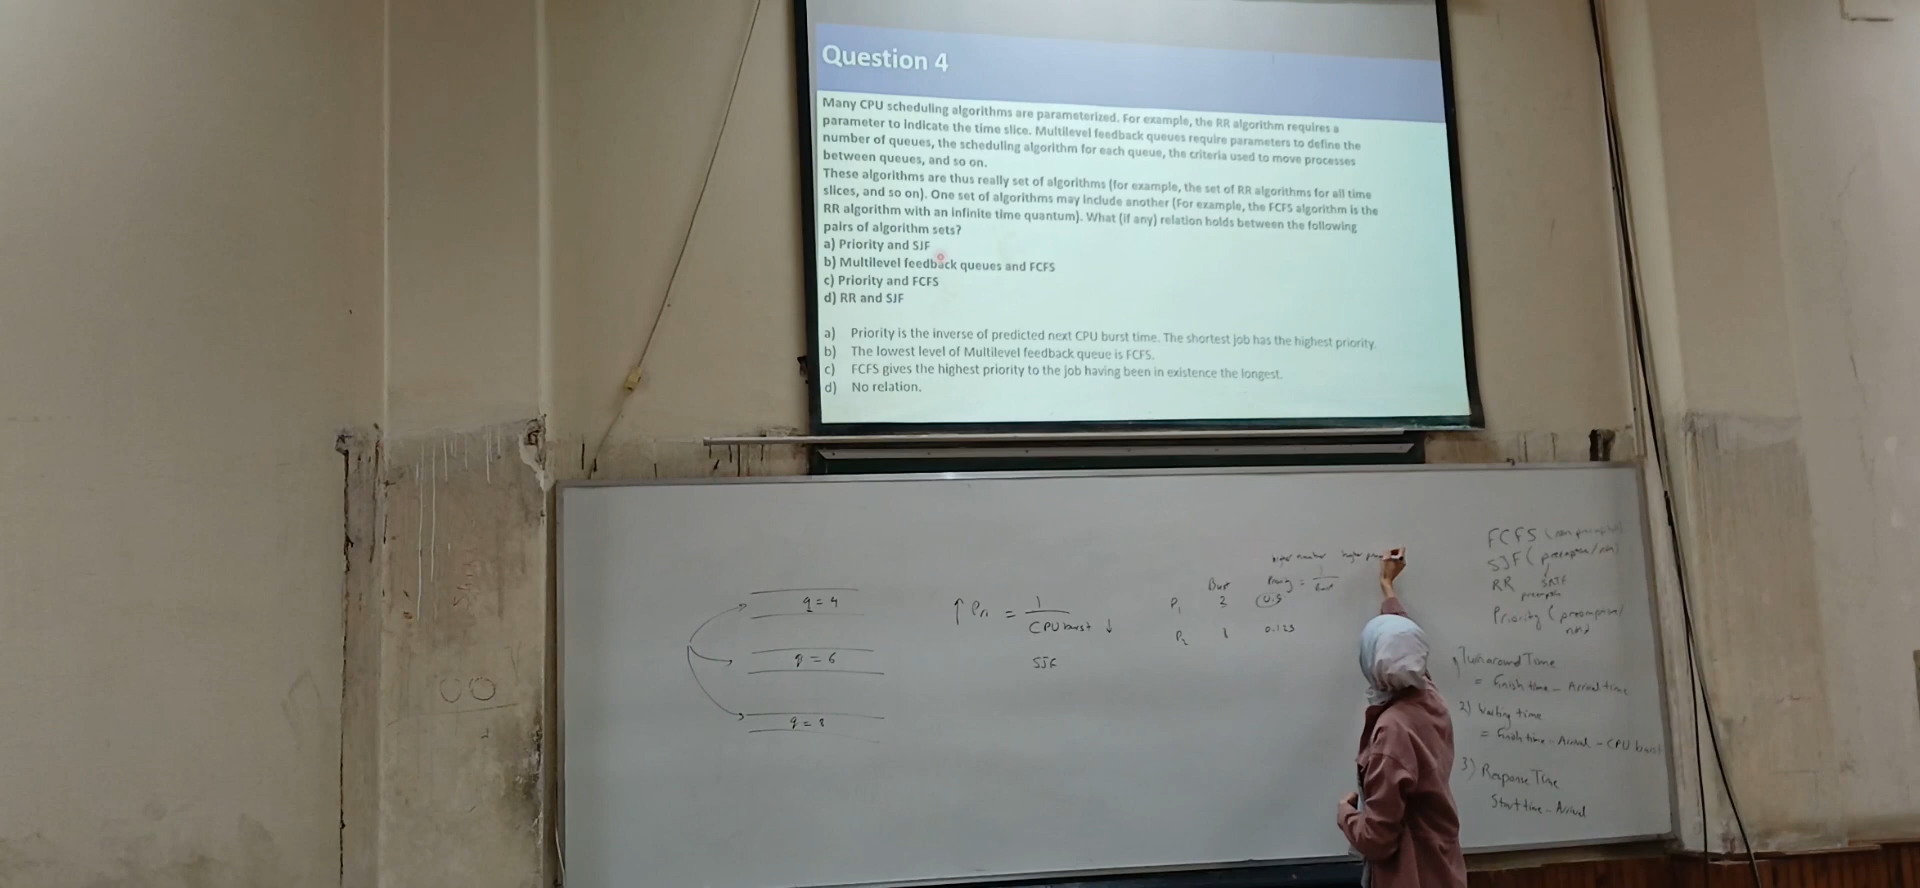 Question 4
Many CPU scheduling algorithms are parameterized. For example, the RR algorithm requires a
parameter to indicate the time slice. Multilevel feedback queues require parameters to define the
number of queues, the scheduling algorithm for each queue, the criteria used to move processes
between queues, and so on.
These algorithms are thus really set of algorithms (for example, the set of RR algorithms for all time
slices, and so on). One set of algorithms may include another (For example, the FCFS algorithm is the
RR algorithm with an infinite time quantum). What (if any) relation holds between the following
pairs of algorithm sets?
a) Priority and SJF
b) Multilevel feedback queues and FCFS
c) Priority and FCFS
d) RR and SJF
a) Priority is the inverse of predicted next CPU burst time. The shortest job has the highest priority.
b) The lowest level of Multilevel feedback queue is FCFS.
c) FCFS gives the highest priority to the job having been in existence the longest.
d) No relation.
q = 4
q = 6
q = 8
↑ Pri = 1 / CPU burst ↓
SJF
P1
P2
0.125
FCFS
SJF (
RR
Priority (
Turnaround Time
= finish time - Arrival time
2) Waiting time
= finish time - Arrival - CPU burst
3) Response Time
Start time - Arrival